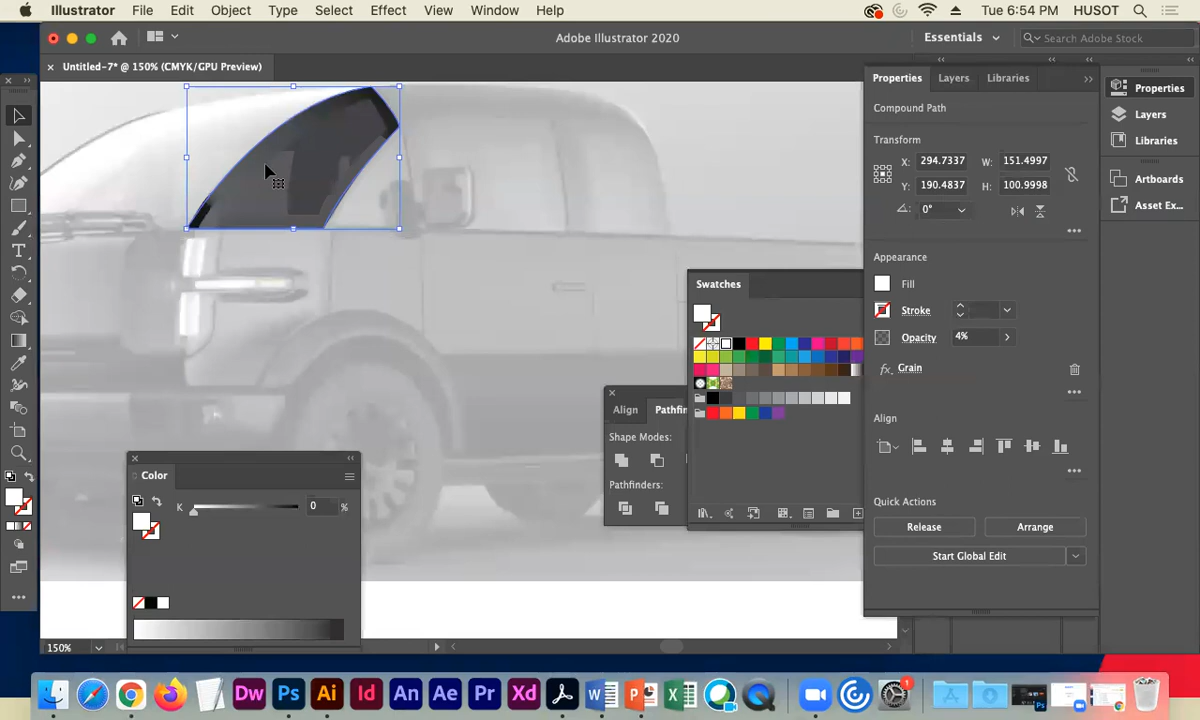 Illustrator File Edit Object Type Select Effect View Window Help Tue 6:54 PM HUSOT
Adobe Illustrator 2020 Essentials Search Adobe Stock
Untitled-7* @ 150% (CMYK/GPU Preview)
Properties Layers Libraries
Compound Path
Transform
X: 294.7337 W: 151.4997
Y: 190.4837 H: 100.9998
0°
Appearance
Fill
Stroke
Opacity 4%
fx Grain
Align
Quick Actions
Release Arrange
Start Global Edit
Properties
Layers
Libraries
Artboards
Asset Ex...
Swatches
Align Pathfin
Shape Modes:
Pathfinders:
Color
K 0 %
150%
Dw Ps Ai Id An Ae Pr Xd W P X 1
Ps